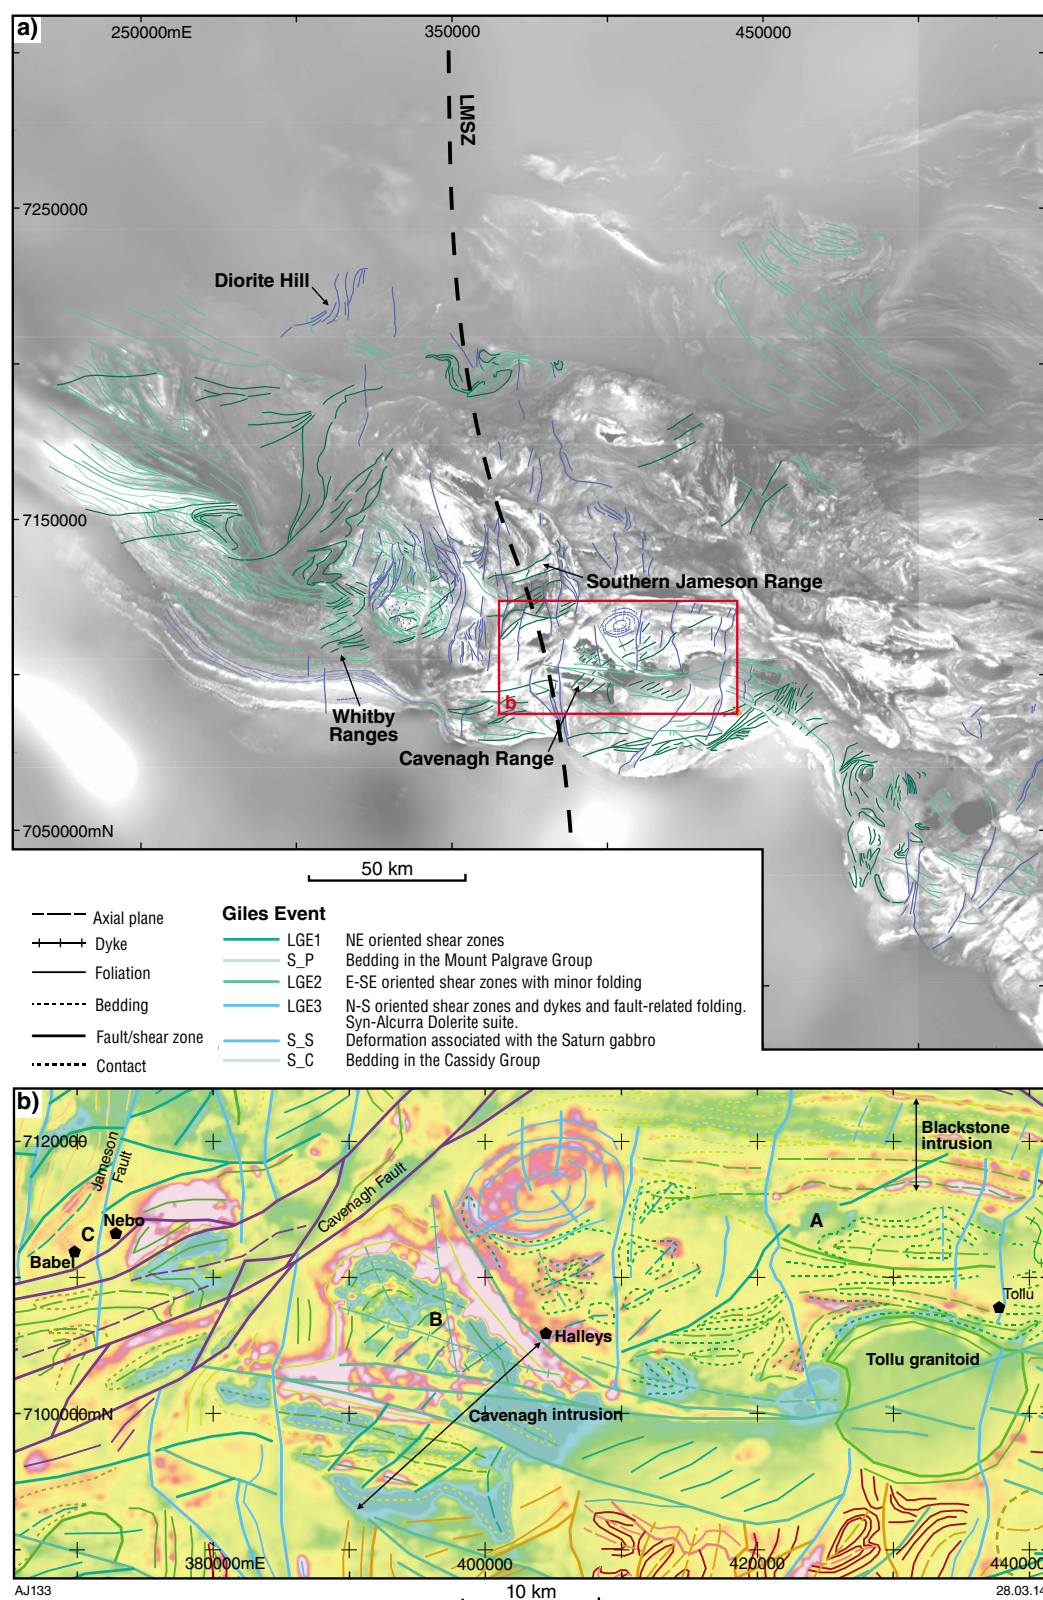 a)
250000mE
350000
450000
LMSZ
7250000
Diorite Hill
7150000
Southern Jameson Range
b
Whitby
Ranges
Cavenagh Range
7050000mN
50 km
Axial plane
Dyke
Foliation
Bedding
Fault/shear zone
Contact
Giles Event
LGE1 NE oriented shear zones
S_P Bedding in the Mount Palgrave Group
LGE2 E-SE oriented shear zones with minor folding
LGE3 N-S oriented shear zones and dykes and fault-related folding.
Syn-Alcurra Dolerite suite.
S_S Deformation associated with the Saturn gabbro
S_C Bedding in the Cassidy Group
b)
7120000
Jameson
Fault
Cavenagh Fault
Blackstone
intrusion
Nebo
C
Babel
A
B
Tollu
Halleys
Tollu granitoid
7100000mN
Cavenagh intrusion
380000mE
400000
420000
440000
AJ133
10 km
28.03.14